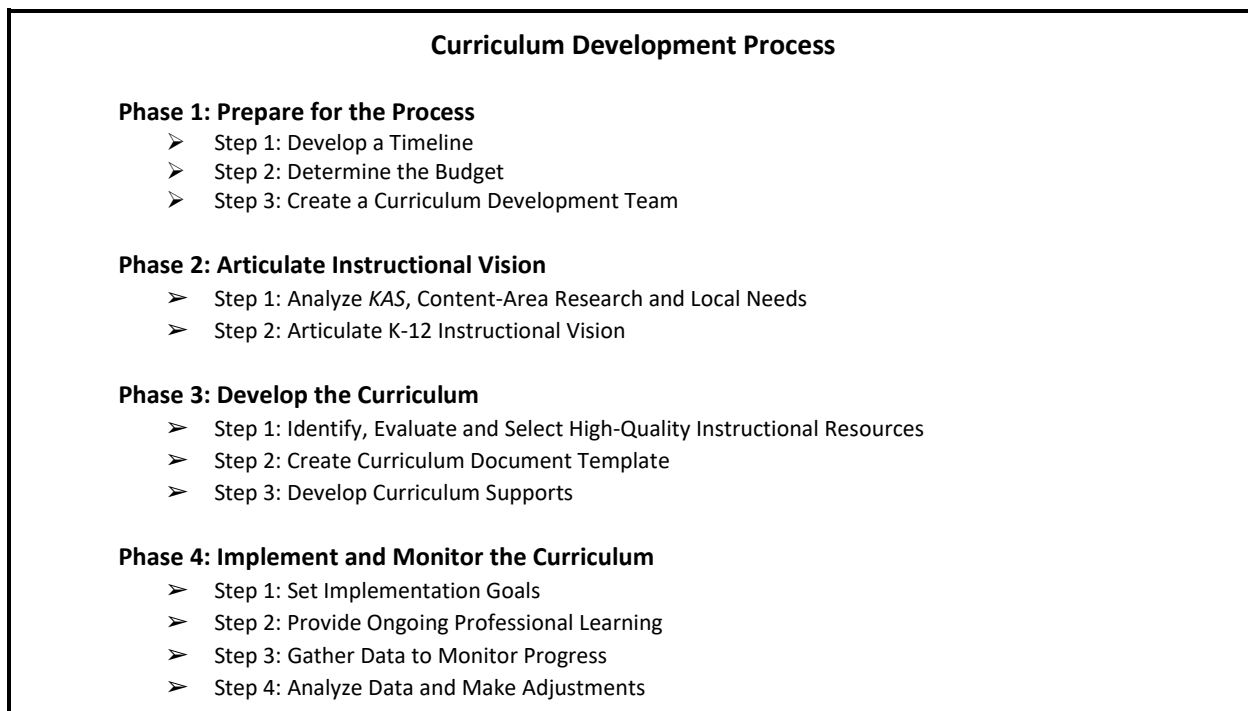 Curriculum Development Process
Phase 1: Prepare for the Process
➢ Step 1: Develop a Timeline
➢ Step 2: Determine the Budget
➢ Step 3: Create a Curriculum Development Team
Phase 2: Articulate Instructional Vision
➢ Step 1: Analyze KAS, Content-Area Research and Local Needs
➢ Step 2: Articulate K-12 Instructional Vision
Phase 3: Develop the Curriculum
➢ Step 1: Identify, Evaluate and Select High-Quality Instructional Resources
➢ Step 2: Create Curriculum Document Template
➢ Step 3: Develop Curriculum Supports
Phase 4: Implement and Monitor the Curriculum
➢ Step 1: Set Implementation Goals
➢ Step 2: Provide Ongoing Professional Learning
➢ Step 3: Gather Data to Monitor Progress
➢ Step 4: Analyze Data and Make Adjustments